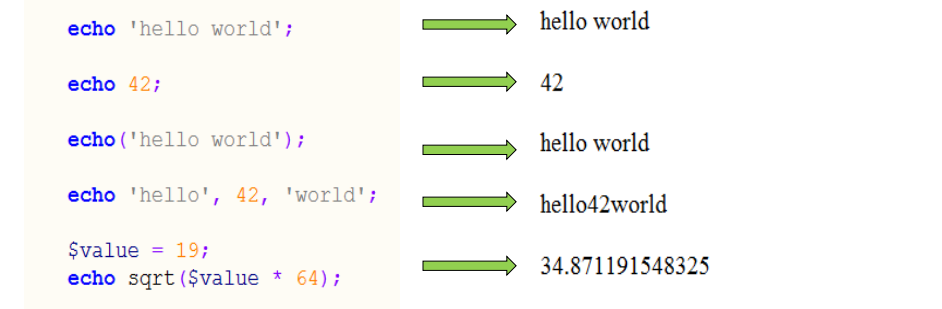 echo 'hello world';
hello world
echo 42;
42
echo('hello world');
hello world
echo 'hello', 42, 'world';
hello42world
$value = 19;
echo sqrt($value * 64);
34.871191548325